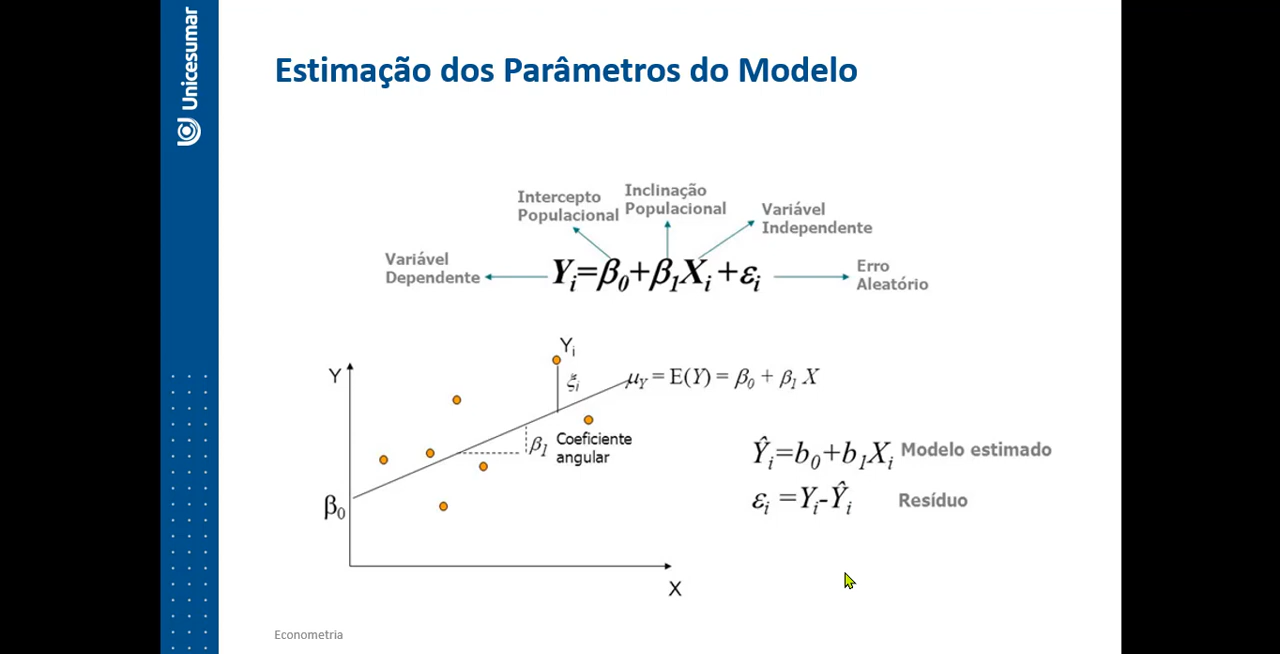 Unicesumar
Estimação dos Parâmetros do Modelo
Intercepto
Populacional
Inclinação
Populacional
Variável
Independente
Variável
Dependente
Yᵢ=β₀+β₁Xᵢ+εᵢ
Erro
Aleatório
Yᵢ
Y
ξᵢ
μY = E(Y) = β₀ + β₁ X
β₁
Coeficiente
angular
β₀
X
Ŷᵢ=b₀+b₁Xᵢ Modelo estimado
εᵢ =Yᵢ-Ŷᵢ Resíduo
Econometria